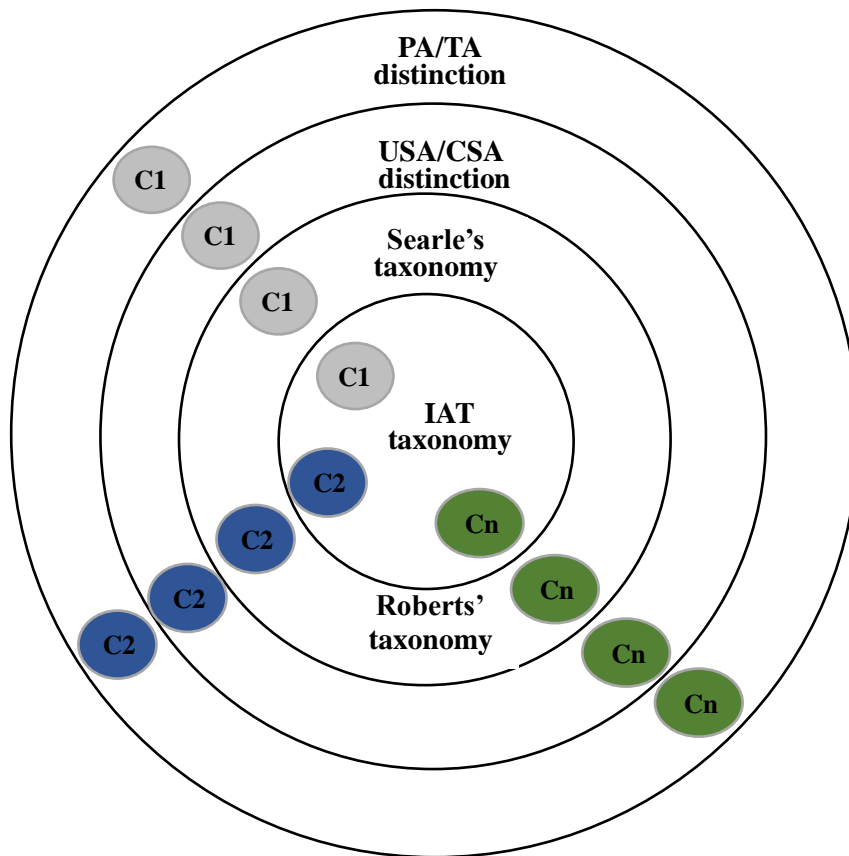 PA/TA
distinction
USA/CSA
distinction
C1
C1
Searle’s
taxonomy
C1
C1
IAT
taxonomy
C2
Cn
C2
Cn
C2
Roberts’
taxonomy
C2
Cn
Cn